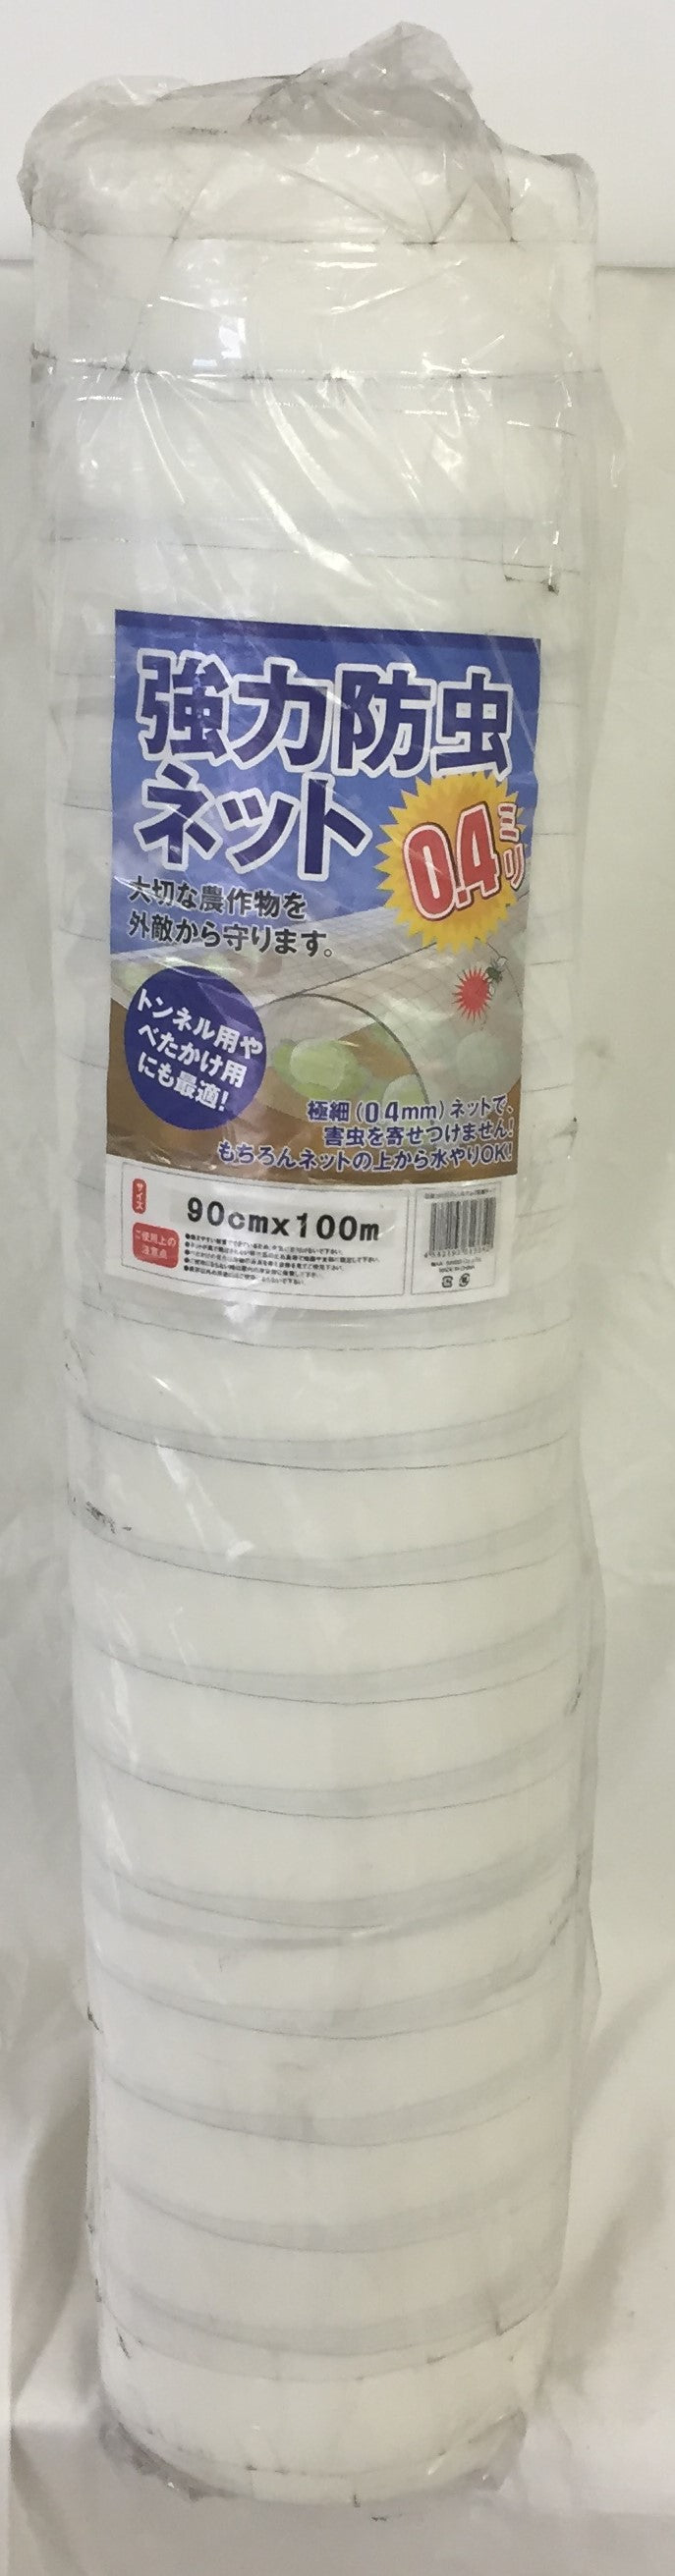 強力防虫
ネット
0.4ミリ
大切な農作物を
外敵から守ります。
トンネル用や
べたかけ用
にも最適!
極細(0.4mm)ネットで、
害虫を寄せつけません!
もちろんネットの上から水やりOK!
サイズ
90cmx100m
ご使用上の
注意点